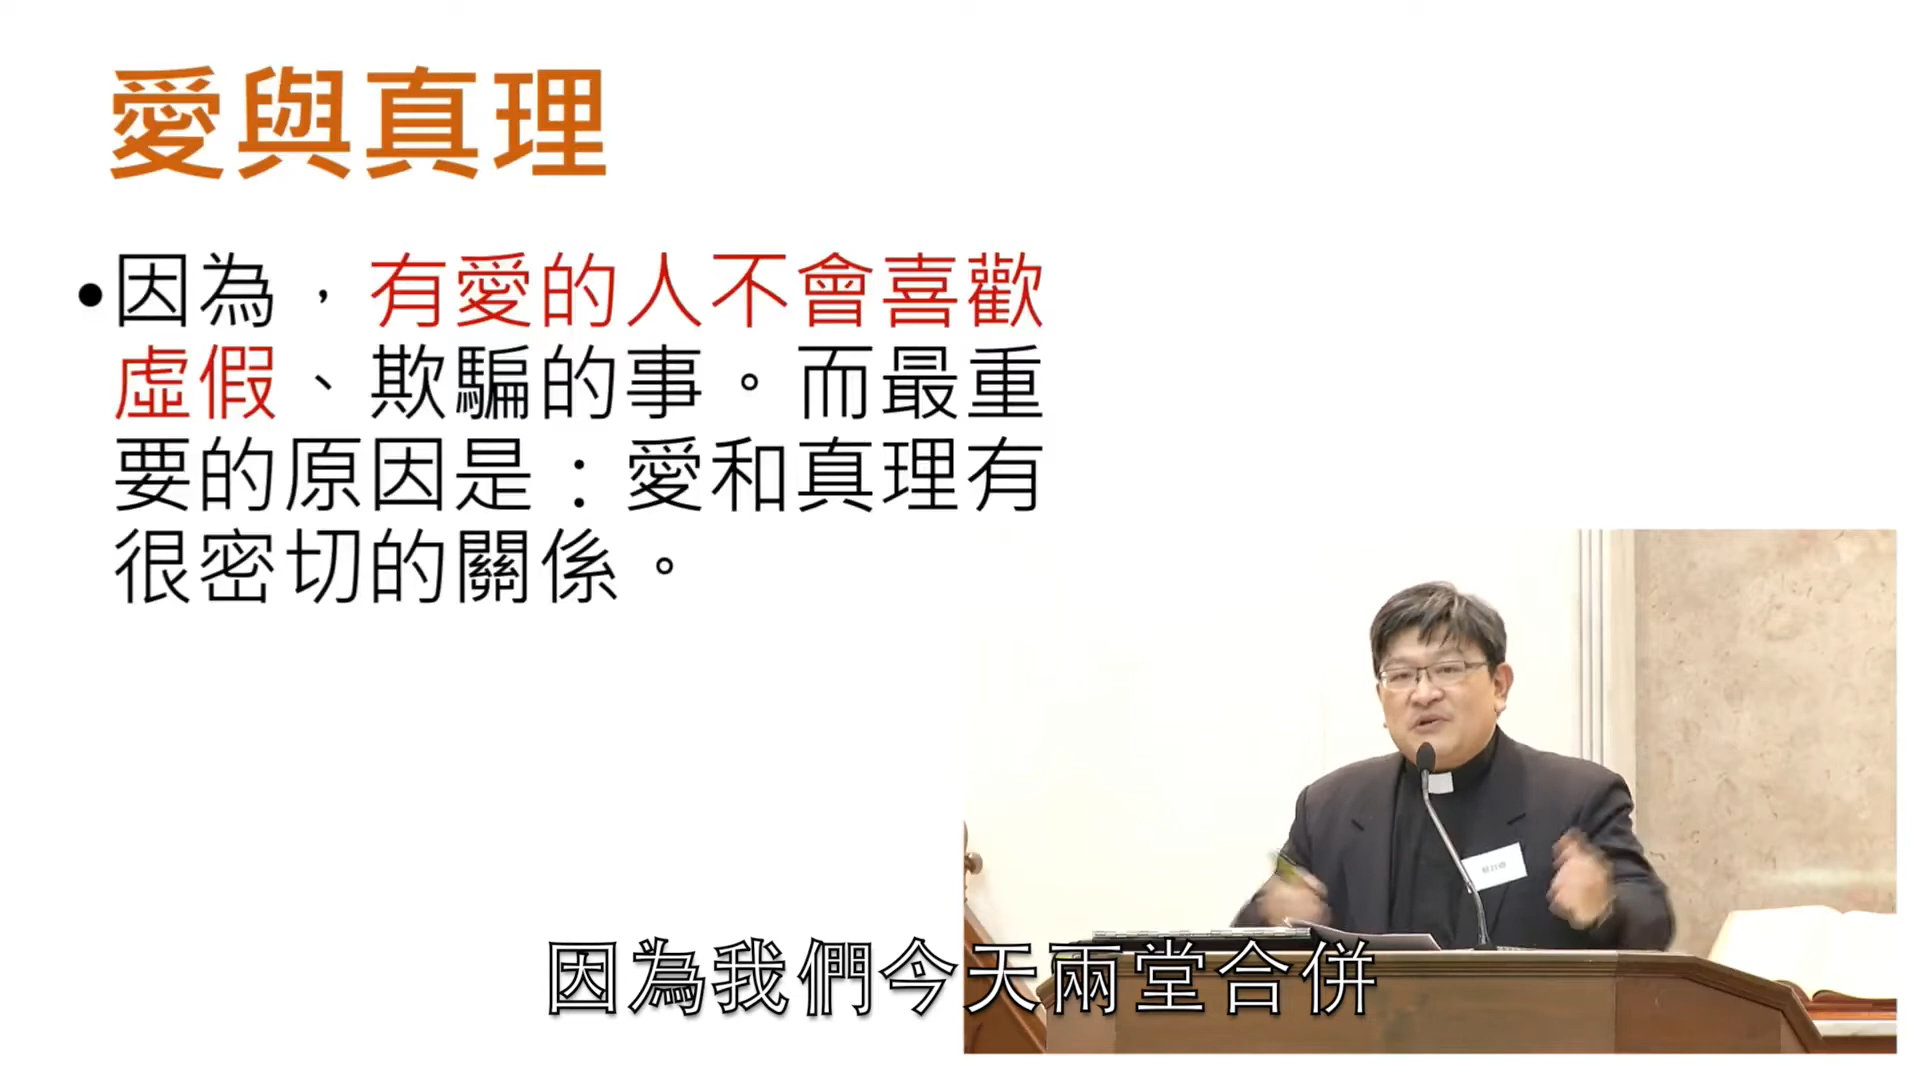 愛與真理
•因為，有愛的人不會喜歡
虛假、欺騙的事。而最重
要的原因是：愛和真理有
很密切的關係。
因為我們今天兩堂合併